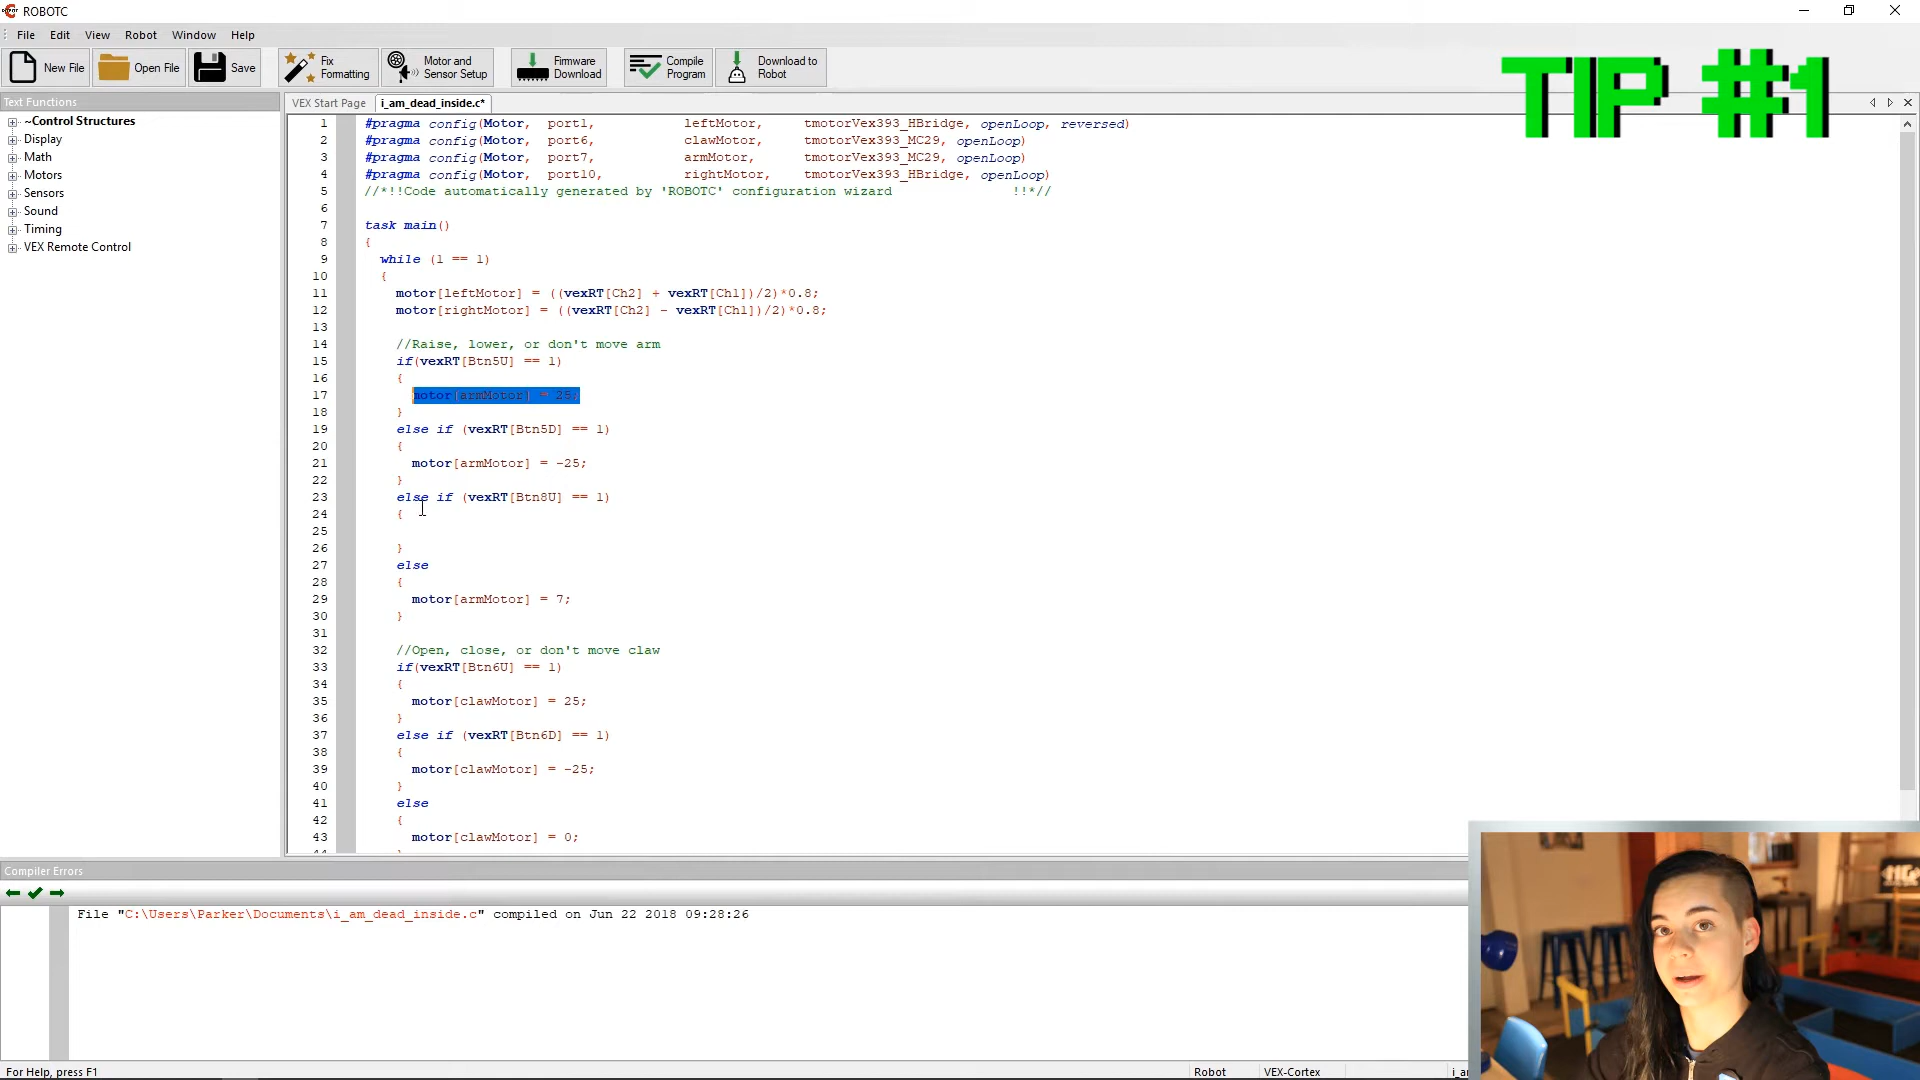 ROBOTC
File Edit View Robot Window Help
New File Open File Save Fix Formatting Motor and Sensor Setup Firmware Download Compile Program Download to Robot
TIP #1
Text Functions
~Control Structures
Display
Math
Motors
Sensors
Sound
Timing
VEX Remote Control
VEX Start Page i_am_dead_inside.c*
1 #pragma config(Motor, port1, leftMotor, tmotorVex393_HBridge, openLoop, reversed)
2 #pragma config(Motor, port6, clawMotor, tmotorVex393_MC29, openLoop)
3 #pragma config(Motor, port7, armMotor, tmotorVex393_MC29, openLoop)
4 #pragma config(Motor, port10, rightMotor, tmotorVex393_HBridge, openLoop)
5 //*!!Code automatically generated by 'ROBOTC' configuration wizard !!*//
6
7 task main()
8 {
9 while (1 == 1)
10 {
11 motor[leftMotor] = ((vexRT[Ch2] + vexRT[Ch1])/2)*0.8;
12 motor[rightMotor] = ((vexRT[Ch2] - vexRT[Ch1])/2)*0.8;
13
14 //Raise, lower, or don't move arm
15 if(vexRT[Btn5U] == 1)
16 {
17 motor[armMotor] = 25;
18 }
19 else if (vexRT[Btn5D] == 1)
20 {
21 motor[armMotor] = -25;
22 }
23 else if (vexRT[Btn8U] == 1)
24 {
25
26 }
27 else
28 {
29 motor[armMotor] = 7;
30 }
31
32 //Open, close, or don't move claw
33 if(vexRT[Btn6U] == 1)
34 {
35 motor[clawMotor] = 25;
36 }
37 else if (vexRT[Btn6D] == 1)
38 {
39 motor[clawMotor] = -25;
40 }
41 else
42 {
43 motor[clawMotor] = 0;
Compiler Errors
File "C:\Users\Parker\Documents\i_am_dead_inside.c" compiled on Jun 22 2018 09:28:26
For Help, press F1 Robot VEX-Cortex